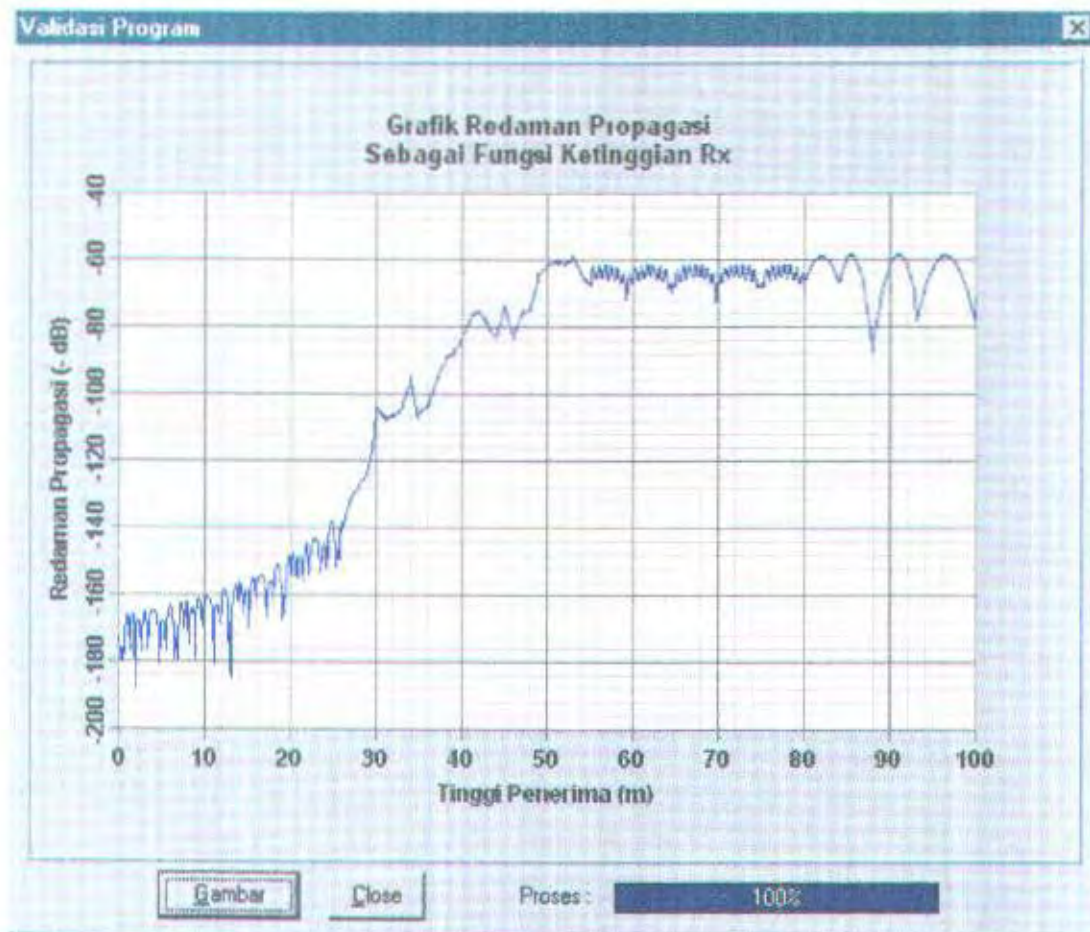 Validasi Program
Grafik Redaman Propagasi
Sebagai Fungsi Ketinggian Rx
Redaman Propagasi (- dB)
-40
-60
-80
-100
-120
-140
-160
-180
-200
0 10 20 30 40 50 60 70 80 90 100
Tinggi Penerima (m)
Gambar Close Proses : 100%